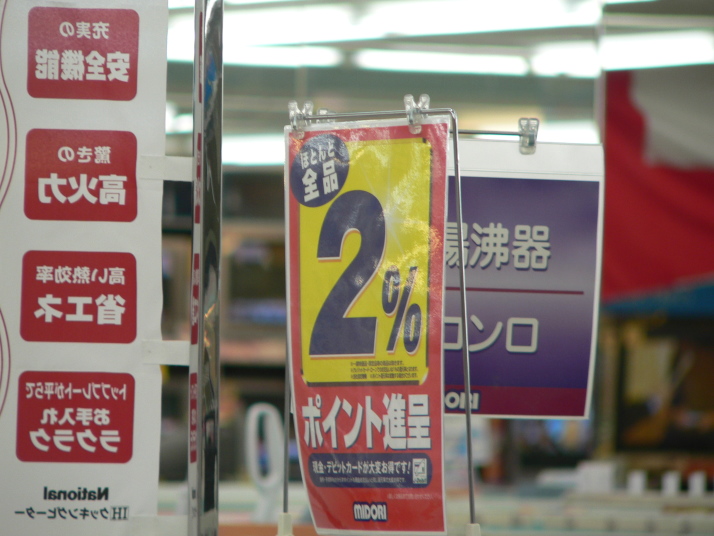 充実の
安全機能
驚きの
高火力
高い熱効率
省エネ
トッププレートが平らで
お手入れ
ラクラク
National
IHクッキングヒーター
ほとんど
全品
2%
ポイント進呈
現金・デビットカードが大変お得です!
MIDORI
湯沸器
コンロ
MIDORI